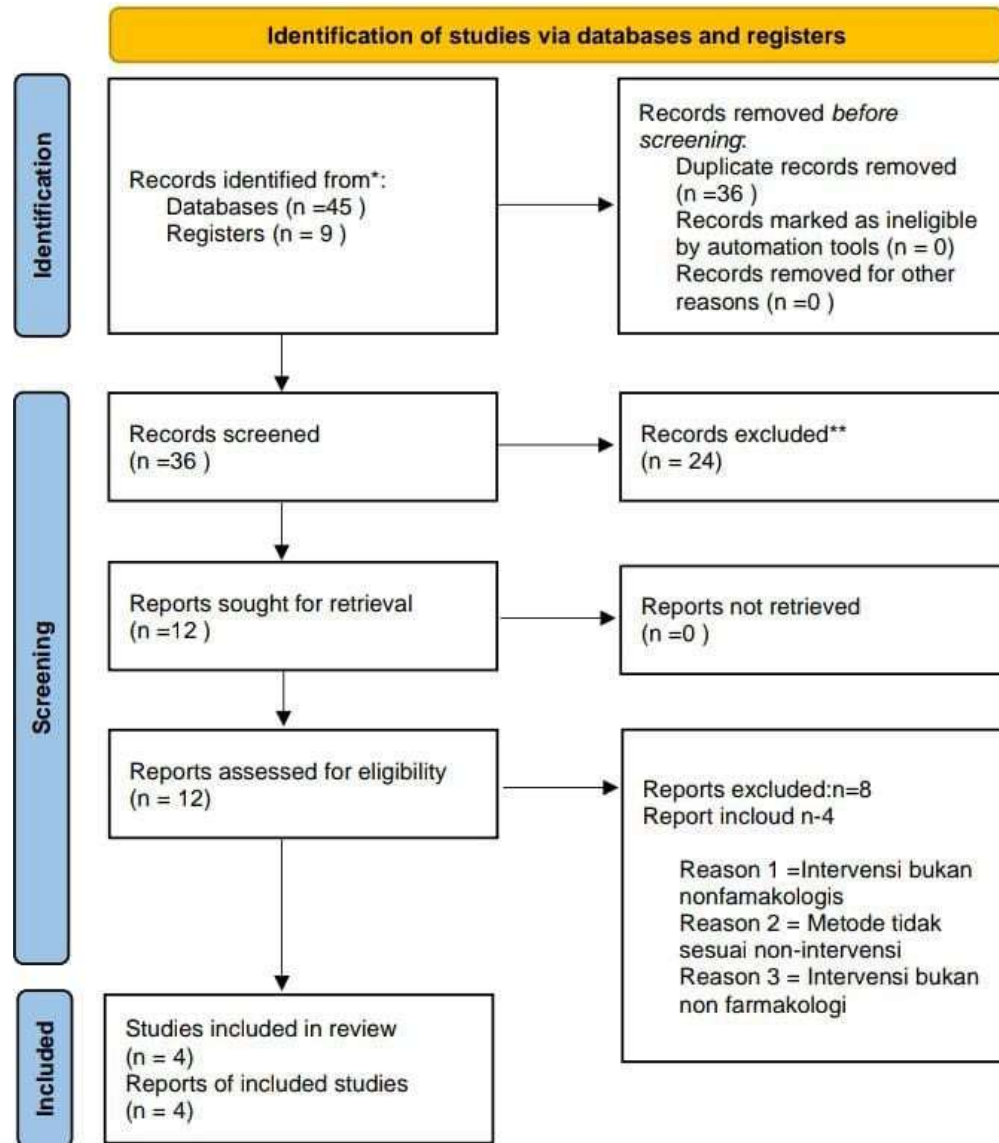 Identification of studies via databases and registers
Identification
Records identified from*:
Databases (n =45 )
Registers (n = 9 )
Records removed before
screening:
Duplicate records removed
(n =36 )
Records marked as ineligible
by automation tools (n = 0)
Records removed for other
reasons (n =0 )
Screening
Records screened
(n =36 )
Records excluded**
(n = 24)
Reports sought for retrieval
(n =12 )
Reports not retrieved
(n =0 )
Reports assessed for eligibility
(n = 12)
Reports excluded:n=8
Report incloud n-4
Reason 1 =Intervensi bukan
nonfamakologis
Reason 2 = Metode tidak
sesuai non-intervensi
Reason 3 = Intervensi bukan
non farmakologi
Included
Studies included in review
(n = 4)
Reports of included studies
(n = 4)